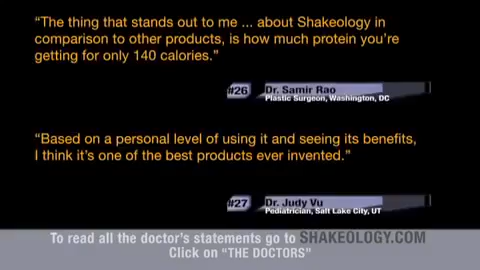 “The thing that stands out to me ... about Shakeology in
comparison to other products, is how much protein you’re
getting for only 140 calories.”
#26 Dr. Samir Rao
Plastic Surgeon, Washington, DC
“Based on a personal level of using it and seeing its benefits,
I think it’s one of the best products ever invented.”
#27 Dr. Judy Vu
Pediatrician, Salt Lake City, UT
To read all the doctor’s statements go to SHAKEOLOGY.COM
Click on “THE DOCTORS”